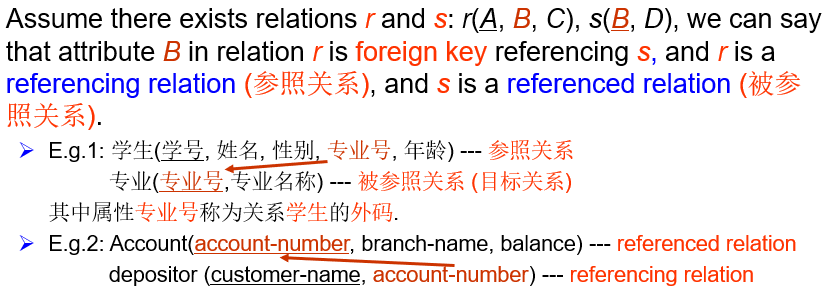 Assume there exists relations r and s: r(A, B, C), s(B, D), we can say
that attribute B in relation r is foreign key referencing s, and r is a
referencing relation (参照关系), and s is a referenced relation (被参
照关系).
➢ E.g.1: 学生(学号, 姓名, 性别, 专业号, 年龄) --- 参照关系
专业(专业号,专业名称) --- 被参照关系 (目标关系)
其中属性专业号称为关系学生的外码.
➢ E.g.2: Account(account-number, branch-name, balance) --- referenced relation
depositor (customer-name, account-number) --- referencing relation